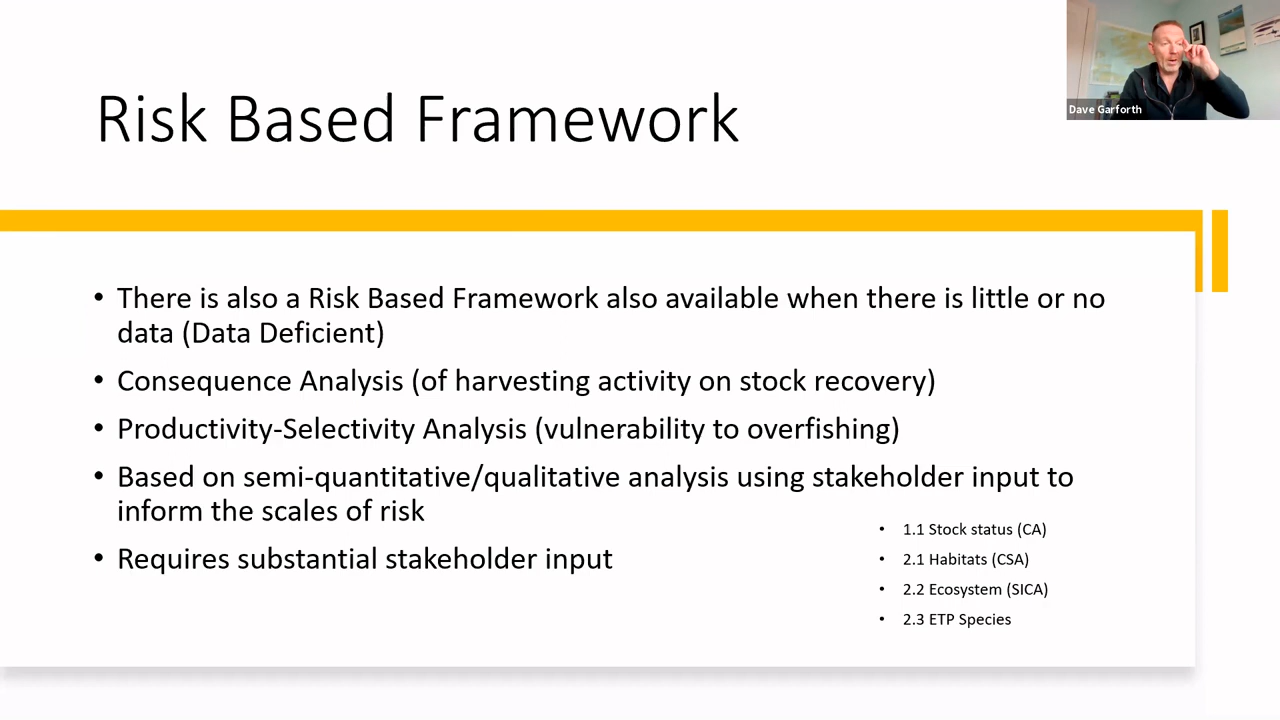 Dave Garforth
Risk Based Framework
• There is also a Risk Based Framework also available when there is little or no
data (Data Deficient)
• Consequence Analysis (of harvesting activity on stock recovery)
• Productivity-Selectivity Analysis (vulnerability to overfishing)
• Based on semi-quantitative/qualitative analysis using stakeholder input to
inform the scales of risk
• Requires substantial stakeholder input
• 1.1 Stock status (CA)
• 2.1 Habitats (CSA)
• 2.2 Ecosystem (SICA)
• 2.3 ETP Species